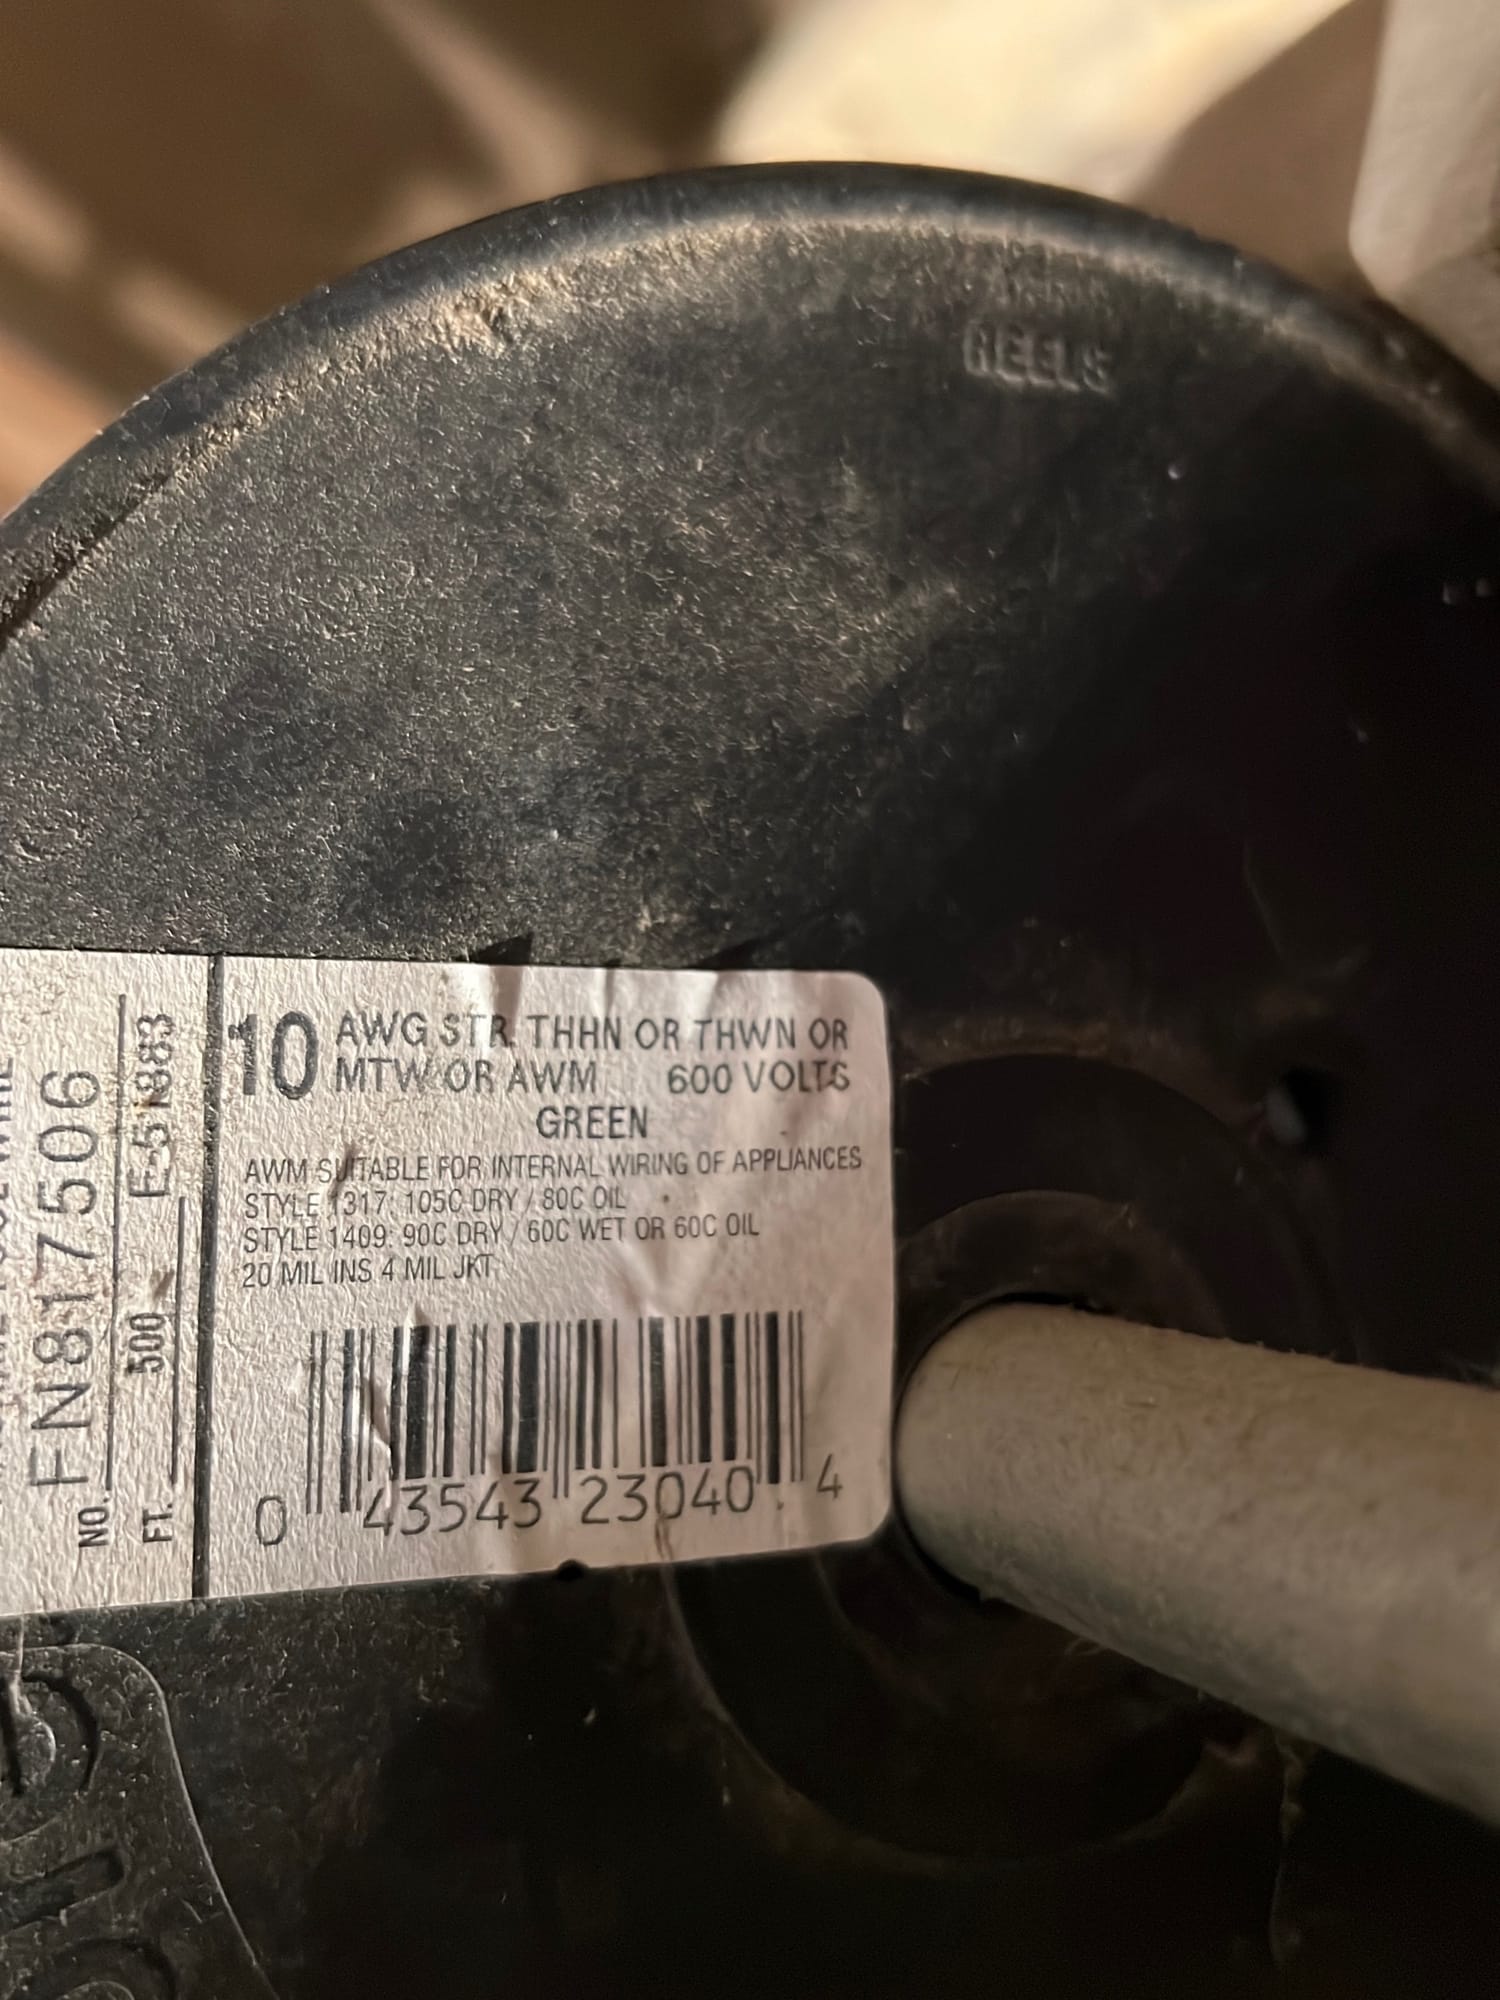 REELS
10 AWG STR. THHN OR THWN OR
MTW OR AWM 600 VOLTS
GREEN
AWM SUITABLE FOR INTERNAL WIRING OF APPLIANCES
STYLE 1317: 105C DRY / 80C OIL
STYLE 1409: 90C DRY / 60C WET OR 60C OIL
20 MIL INS 4 MIL JKT
0 43543 23040 4
NO. FN817506
E-51883
FT. 500